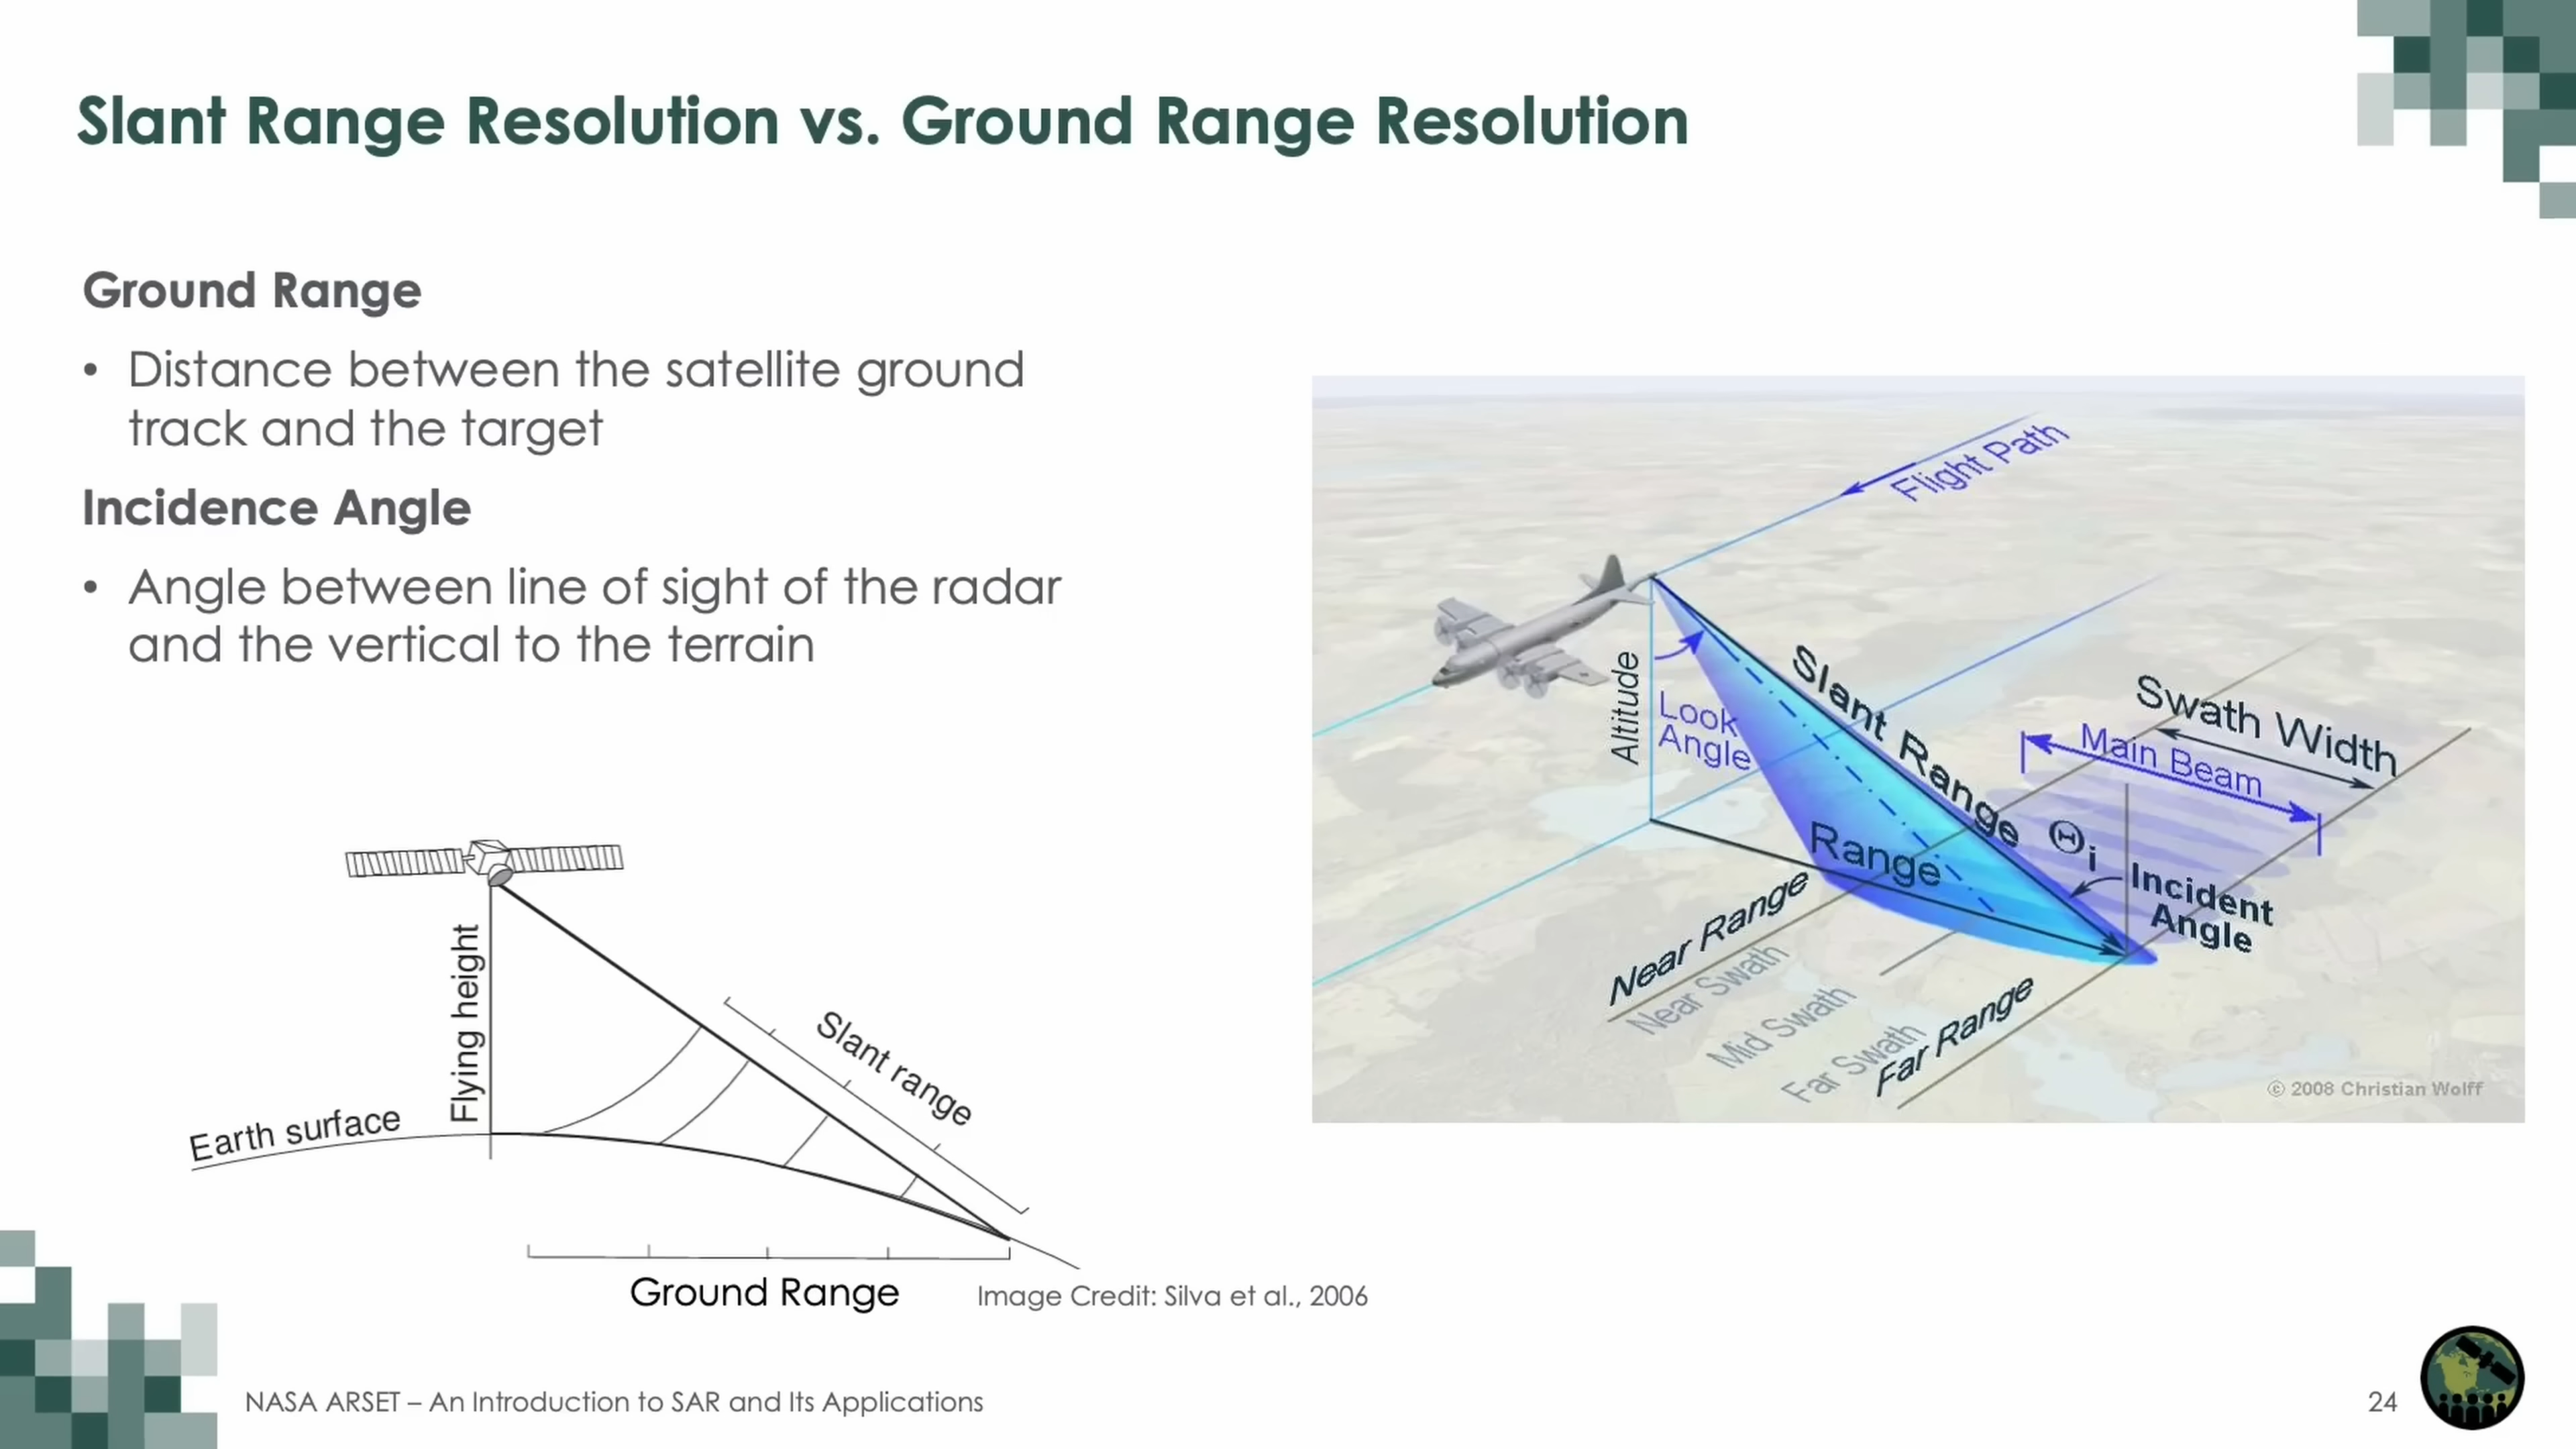 Slant Range Resolution vs. Ground Range Resolution
Ground Range
• Distance between the satellite ground
track and the target
Incidence Angle
• Angle between line of sight of the radar
and the vertical to the terrain
Flying height
Earth surface
Slant range
Ground Range
Image Credit: Silva et al., 2006
Flight Path
Altitude
Look
Angle
Slant Range
Swath Width
Main Beam
Range
Θi
Incident
Angle
Near Range
Near Swath
Mid Swath
Far Swath
Far Range
© 2008 Christian Wolff
NASA ARSET – An Introduction to SAR and Its Applications
24